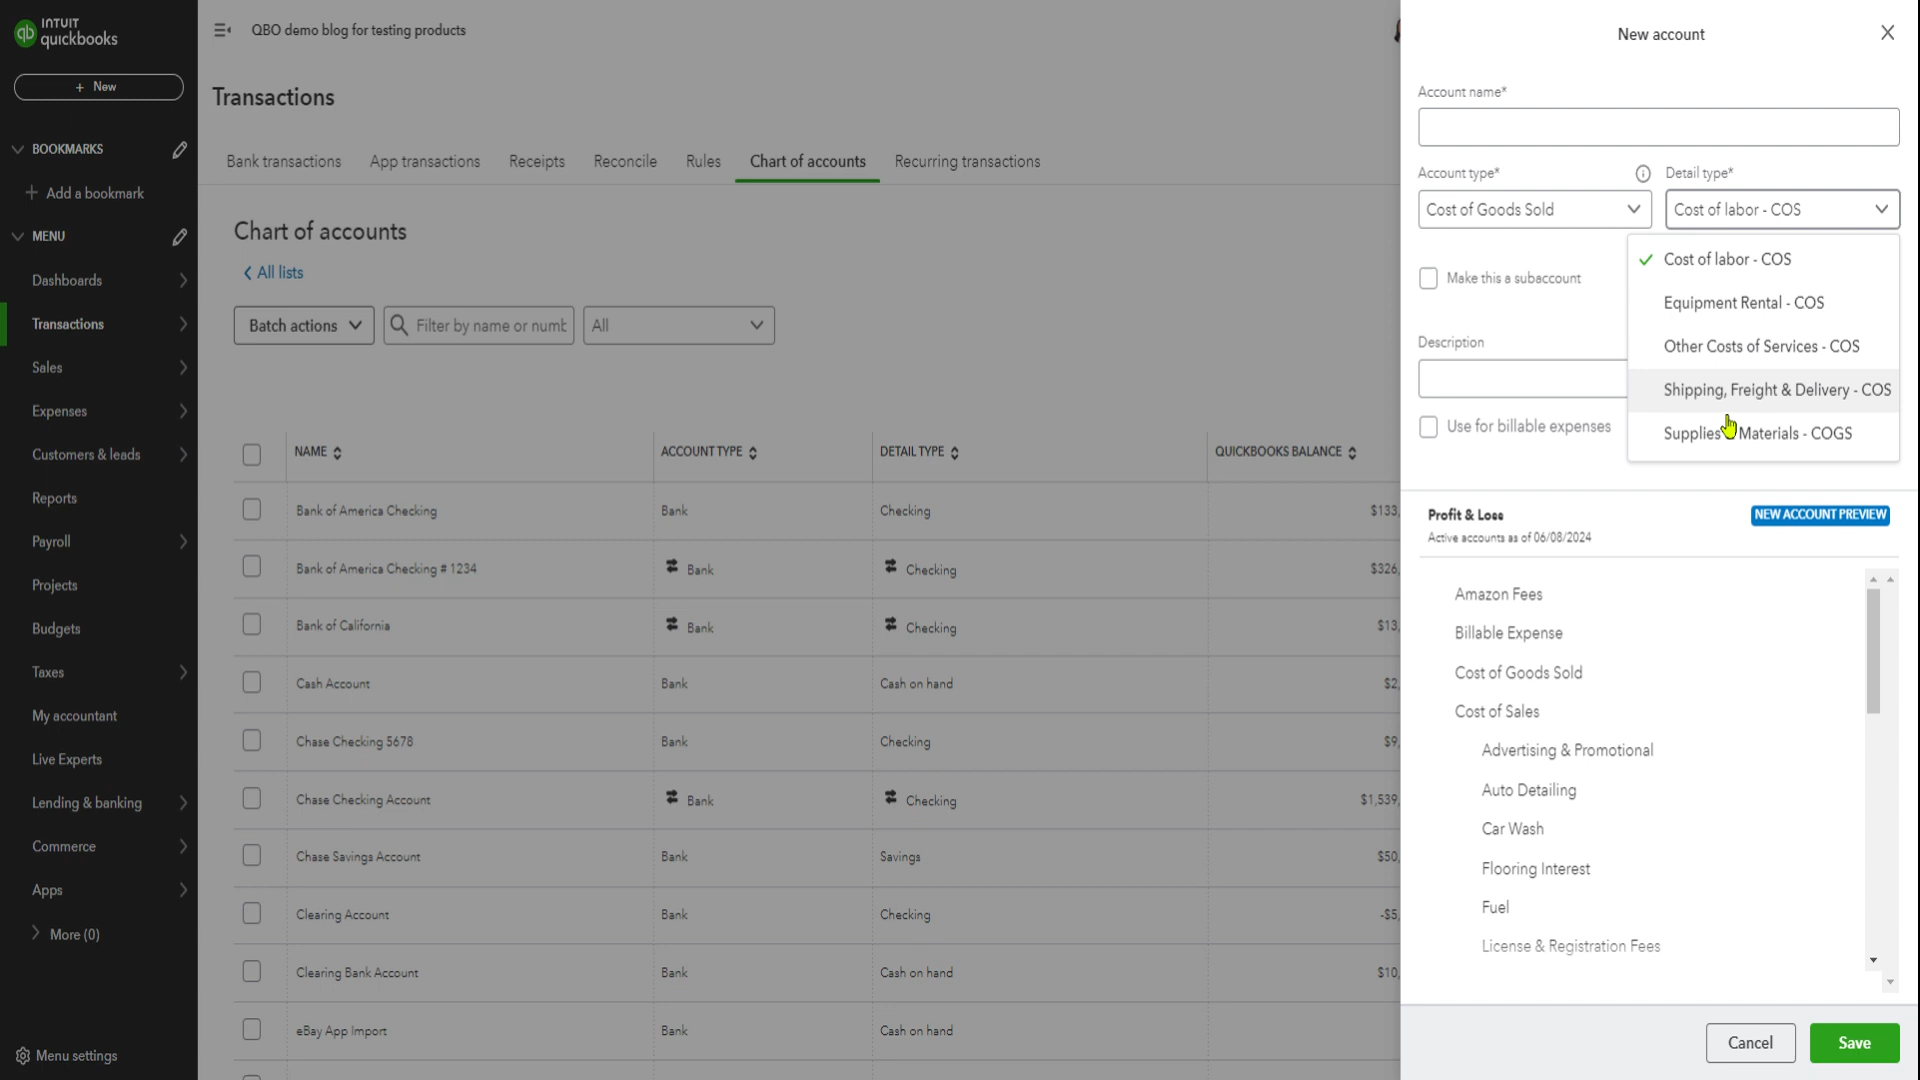 INTUIT
quickbooks
+ New
BOOKMARKS
+ Add a bookmark
MENU
Dashboards
Transactions
Sales
Expenses
Customers & leads
Reports
Payroll
Projects
Budgets
Taxes
My accountant
Live Experts
Lending & banking
Commerce
Apps
More (0)
Menu settings
QBO demo blog for testing products
Transactions
Bank transactions App transactions Receipts Reconcile Rules Chart of accounts Recurring transactions
Chart of accounts
All lists
Batch actions Filter by name or numb All
NAME ACCOUNT TYPE DETAIL TYPE QUICKBOOKS BALANCE
Bank of America Checking Bank Checking $133,
Bank of America Checking # 1234 Bank Checking $326,
Bank of California Bank Checking $13,
Cash Account Bank Cash on hand $2,
Chase Checking 5678 Bank Checking $9,
Chase Checking Account Bank Checking $1,539,
Chase Savings Account Bank Savings $50,
Clearing Account Bank Checking -$5,
Clearing Bank Account Bank Cash on hand $10,
eBay App Import Bank Cash on hand
New account
Account name*
Account type* Detail type*
Cost of Goods Sold Cost of labor - COS
Cost of labor - COS
Make this a subaccount
Equipment Rental - COS
Description
Other Costs of Services - COS
Shipping, Freight & Delivery - COS
Use for billable expenses
Supplies Materials - COGS
Profit & Loss NEW ACCOUNT PREVIEW
Active accounts as of 06/08/2024
Amazon Fees
Billable Expense
Cost of Goods Sold
Cost of Sales
Advertising & Promotional
Auto Detailing
Car Wash
Flooring Interest
Fuel
License & Registration Fees
Cancel Save